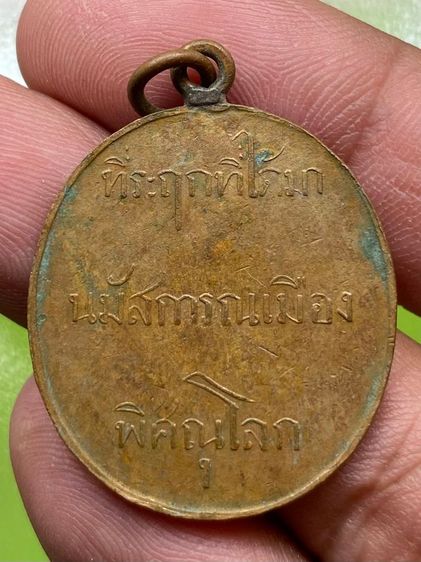 ที่ระฤกที่ได้มา
นมัสการณเมือง
พิศณุโลก